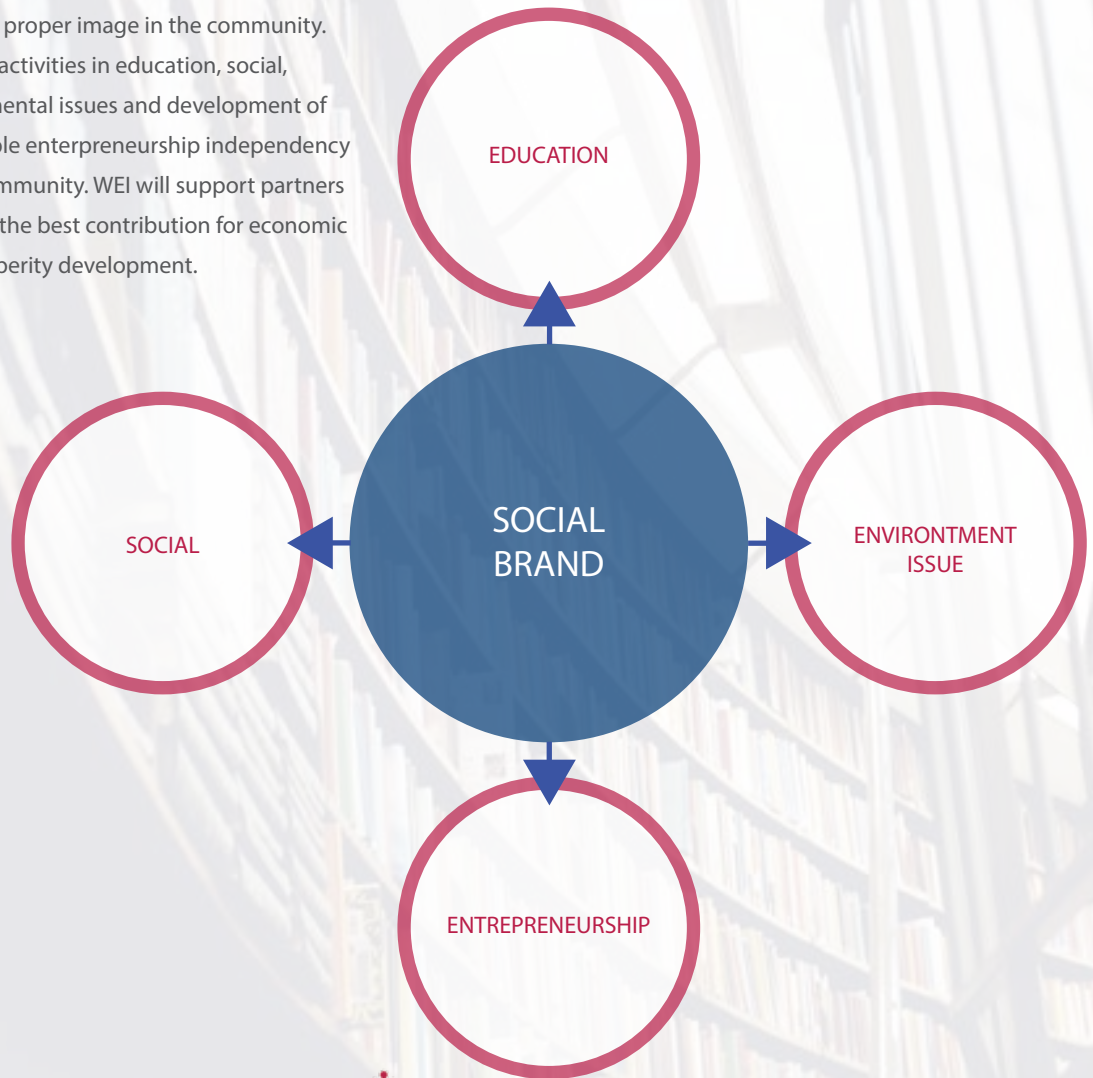 proper image in the community.
activities in education, social,
mental issues and development of
ble enterpreneurship independency
mmunity. WEI will support partners
the best contribution for economic
perity development.
EDUCATION
SOCIAL
SOCIAL
BRAND
ENVIRONTMENT
ISSUE
ENTREPRENEURSHIP